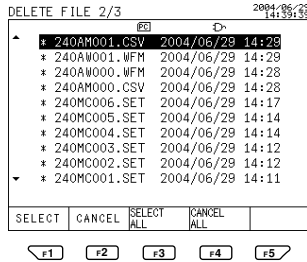 DELETE FILE 2/3
2004/06/29
14:39:39
PC
* 240AM001.CSV 2004/06/29 14:29
* 240AW001.WFM 2004/06/29 14:29
* 240AW000.WFM 2004/06/29 14:28
* 240AM000.CSV 2004/06/29 14:28
* 240MC006.SET 2004/06/29 14:17
* 240MC005.SET 2004/06/29 14:14
* 240MC004.SET 2004/06/29 14:14
* 240MC003.SET 2004/06/29 14:12
* 240MC002.SET 2004/06/29 14:12
* 240MC001.SET 2004/06/29 14:11
SELECT CANCEL SELECT ALL CANCEL ALL
F1 F2 F3 F4 F5